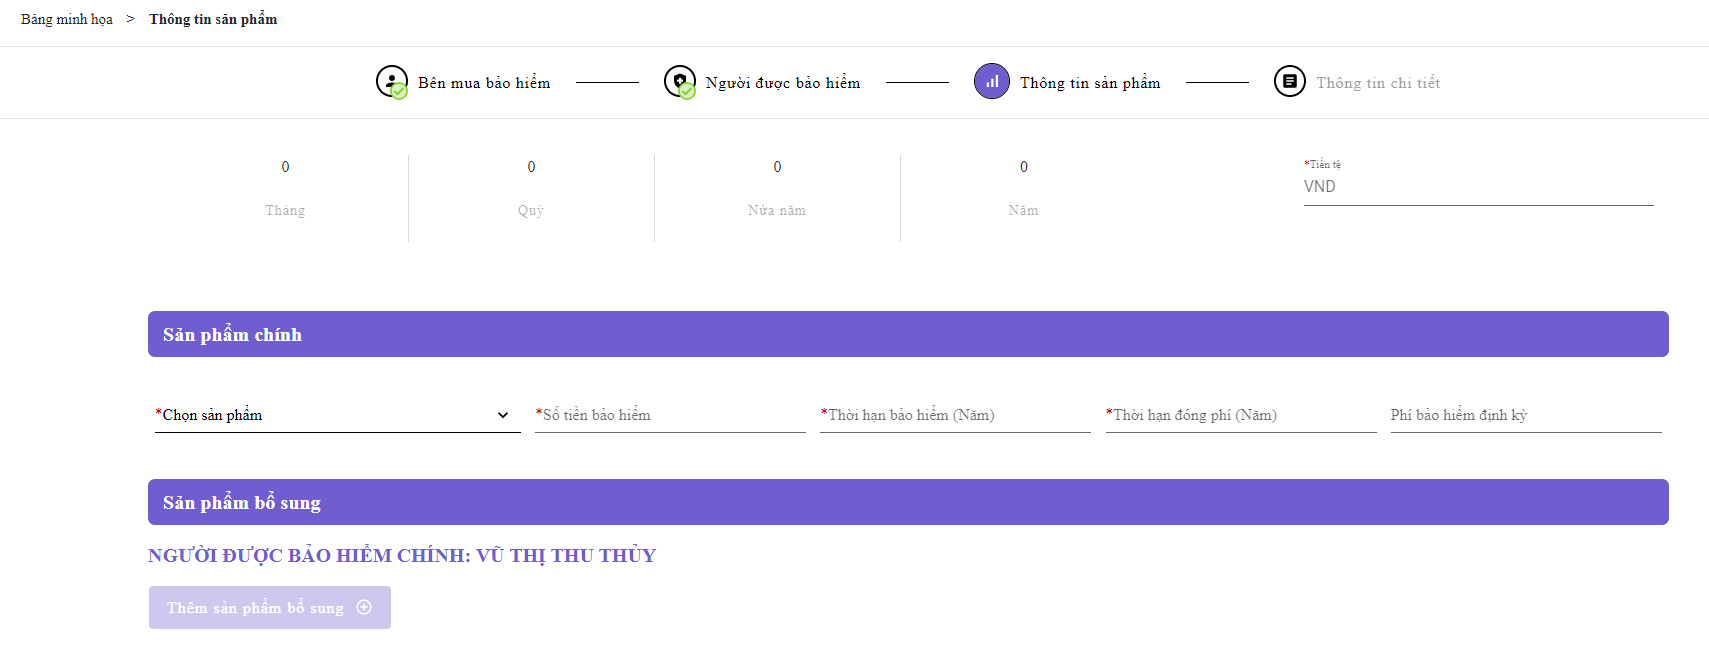 Bảng minh họa > Thông tin sản phẩm
Bên mua bảo hiểm
Người được bảo hiểm
Thông tin sản phẩm
Thông tin chi tiết
0
Tháng
0
Quý
0
Nửa năm
0
Năm
*Tiền tệ
VND
Sản phẩm chính
*Chọn sản phẩm
*Số tiền bảo hiểm
*Thời hạn bảo hiểm (Năm)
*Thời hạn đóng phí (Năm)
Phí bảo hiểm định kỳ
Sản phẩm bổ sung
NGƯỜI ĐƯỢC BẢO HIỂM CHÍNH: VŨ THỊ THU THỦY
Thêm sản phẩm bổ sung